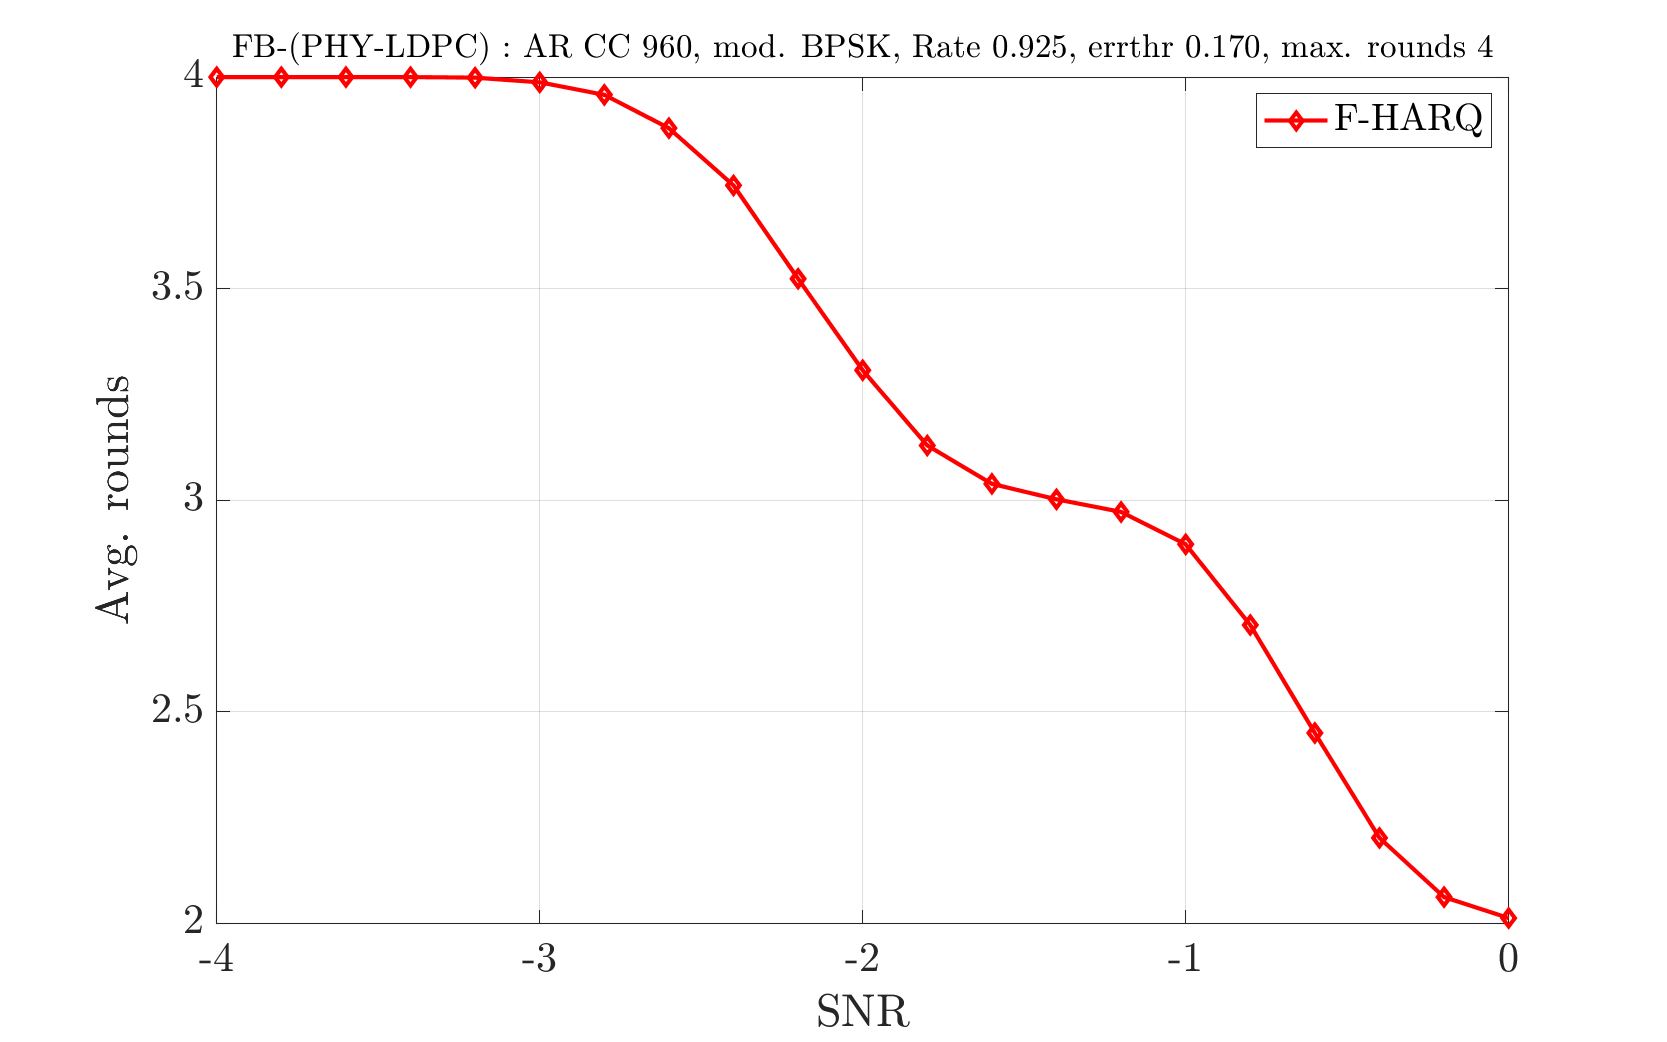 FB-(PHY-LDPC) : AR CC 960, mod. BPSK, Rate 0.925, errthr 0.170, max. rounds 4
F-HARQ
4
3.5
3
2.5
2
Avg. rounds
-4 -3 -2 -1 0
SNR